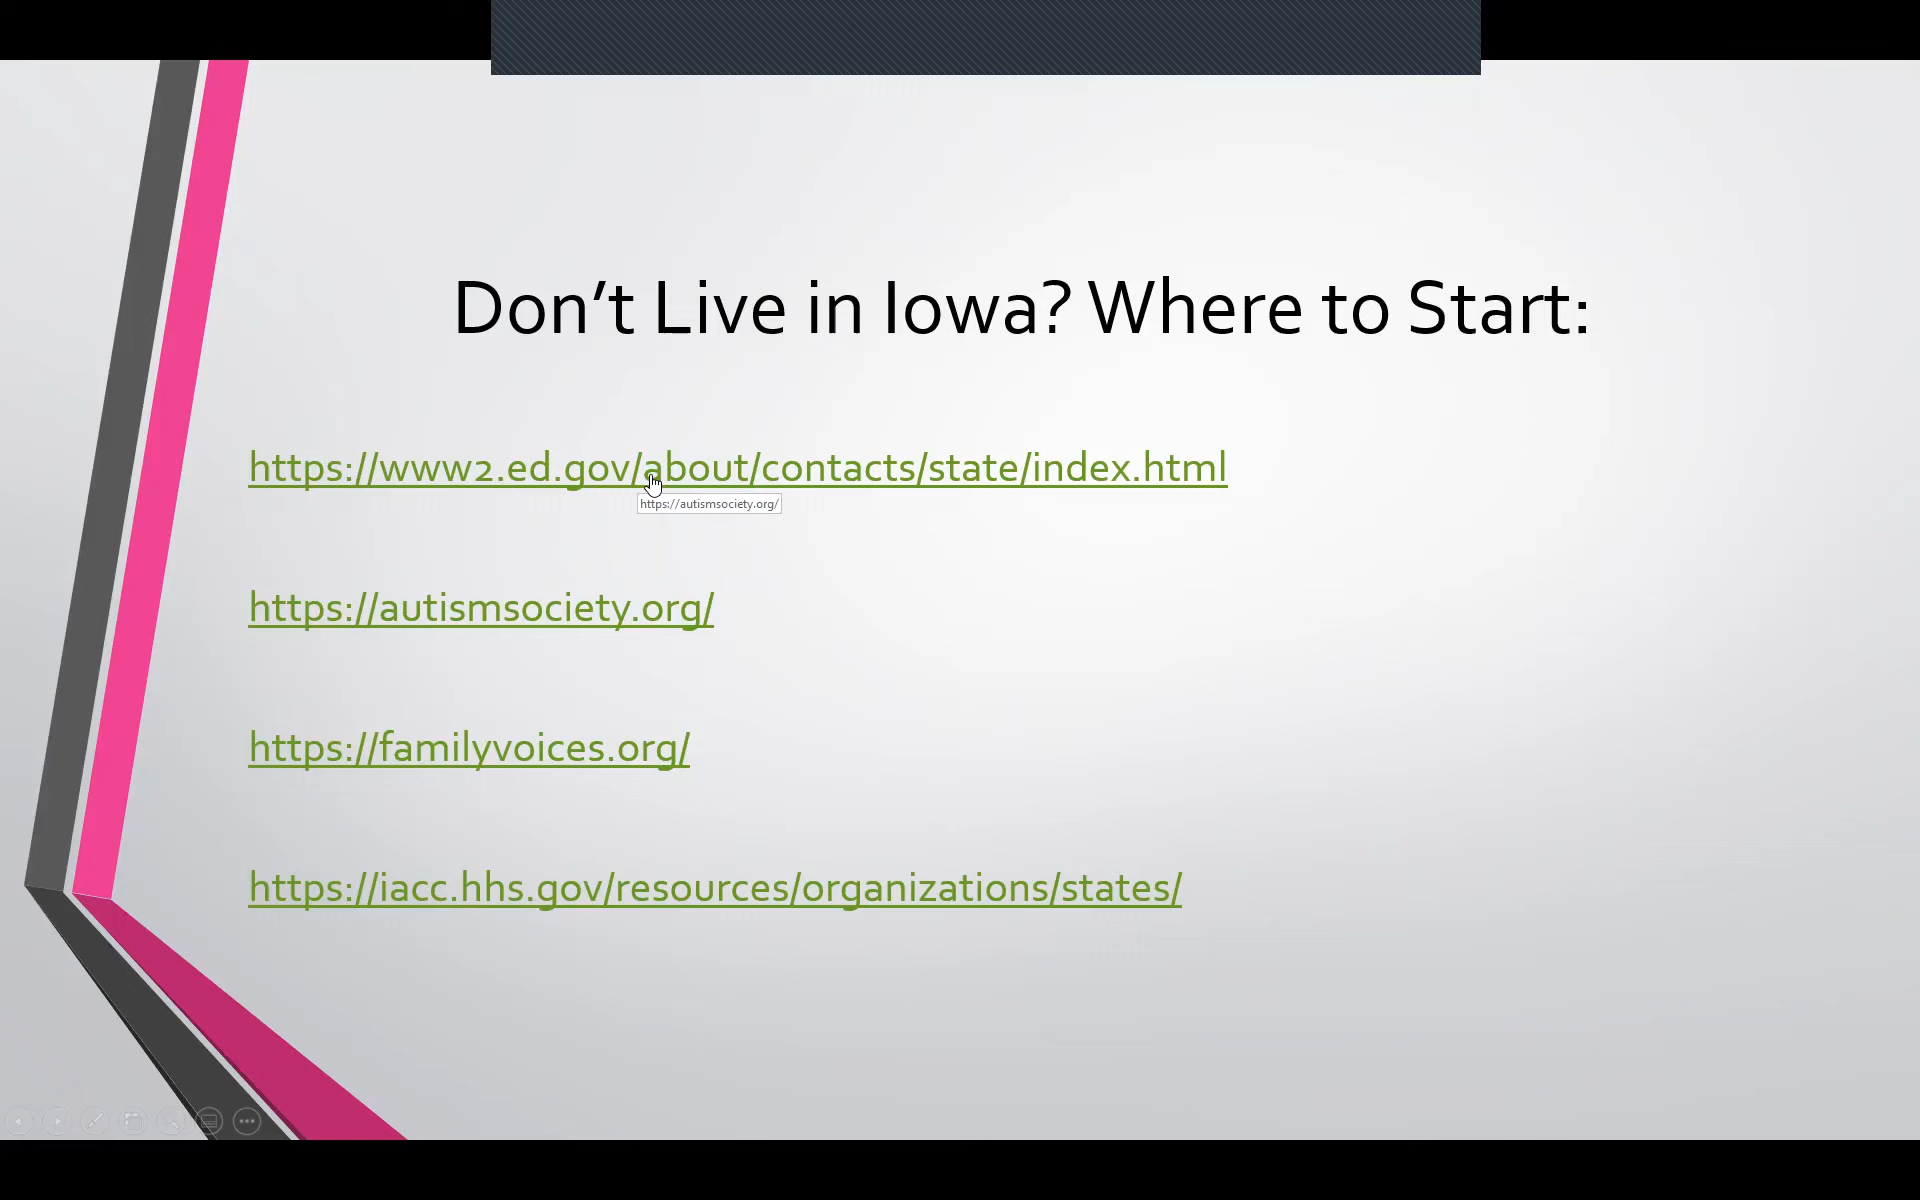 Don't Live in Iowa? Where to Start:
https://www2.ed.gov/about/contacts/state/index.html
https://autismsociety.org/
https://autismsociety.org/
https://familyvoices.org/
https://iacc.hhs.gov/resources/organizations/states/